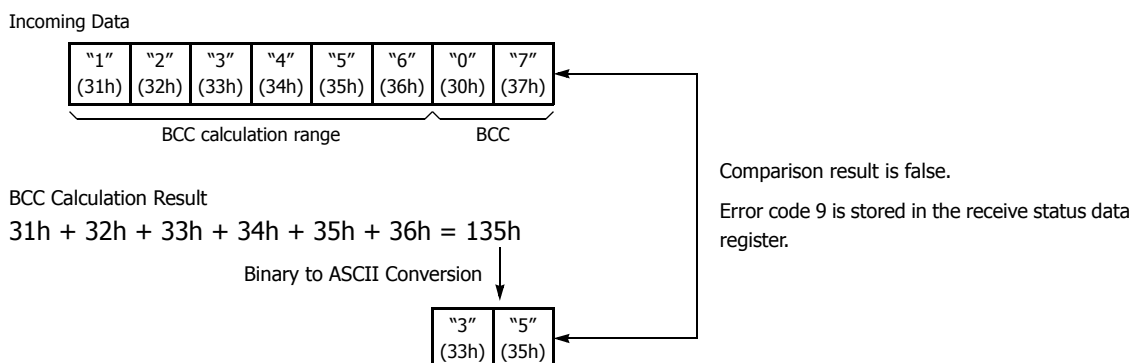 Incoming Data
“1” “2” “3” “4” “5” “6” “0” “7”
(31h) (32h) (33h) (34h) (35h) (36h) (30h) (37h)
BCC calculation range BCC
Comparison result is false.
Error code 9 is stored in the receive status data
register.
BCC Calculation Result
31h + 32h + 33h + 34h + 35h + 36h = 135h
Binary to ASCII Conversion
“3” “5”
(33h) (35h)